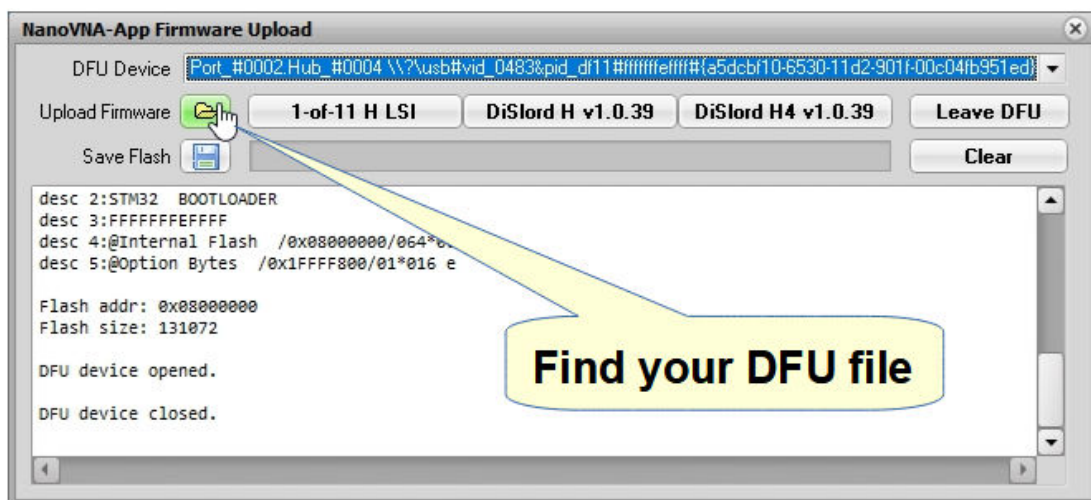 NanoVNA-App Firmware Upload
DFU Device Port_#0002.Hub_#0004 \\?\usb#vid_0483&pid_df11#fffffffeffff#{a5dcbf10-6530-11d2-901f-00c04fb951ed}
Upload Firmware 1-of-11 H LSI DiSlord H v1.0.39 DiSlord H4 v1.0.39 Leave DFU
Save Flash Clear
desc 2:STM32  BOOTLOADER
desc 3:FFFFFFFEFFFF
desc 4:@Internal Flash  /0x08000000/064*
desc 5:@Option Bytes  /0x1FFFF800/01*016 e
Flash addr: 0x08000000
Flash size: 131072
DFU device opened.
DFU device closed.
Find your DFU file